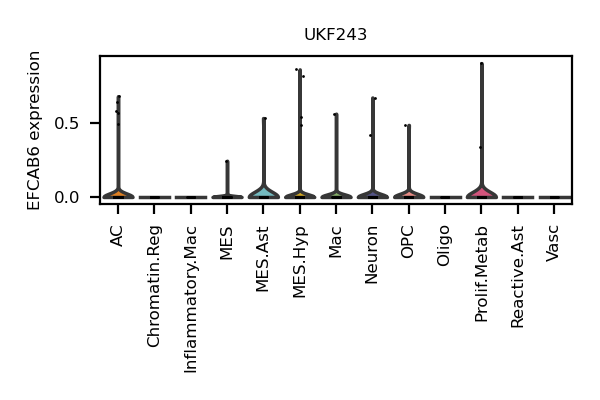 UKF243
EFCAB6 expression
0.5
0.0
AC
Chromatin.Reg
Inflammatory.Mac
MES
MES.Ast
MES.Hyp
Mac
Neuron
OPC
Oligo
Prolif.Metab
Reactive.Ast
Vasc